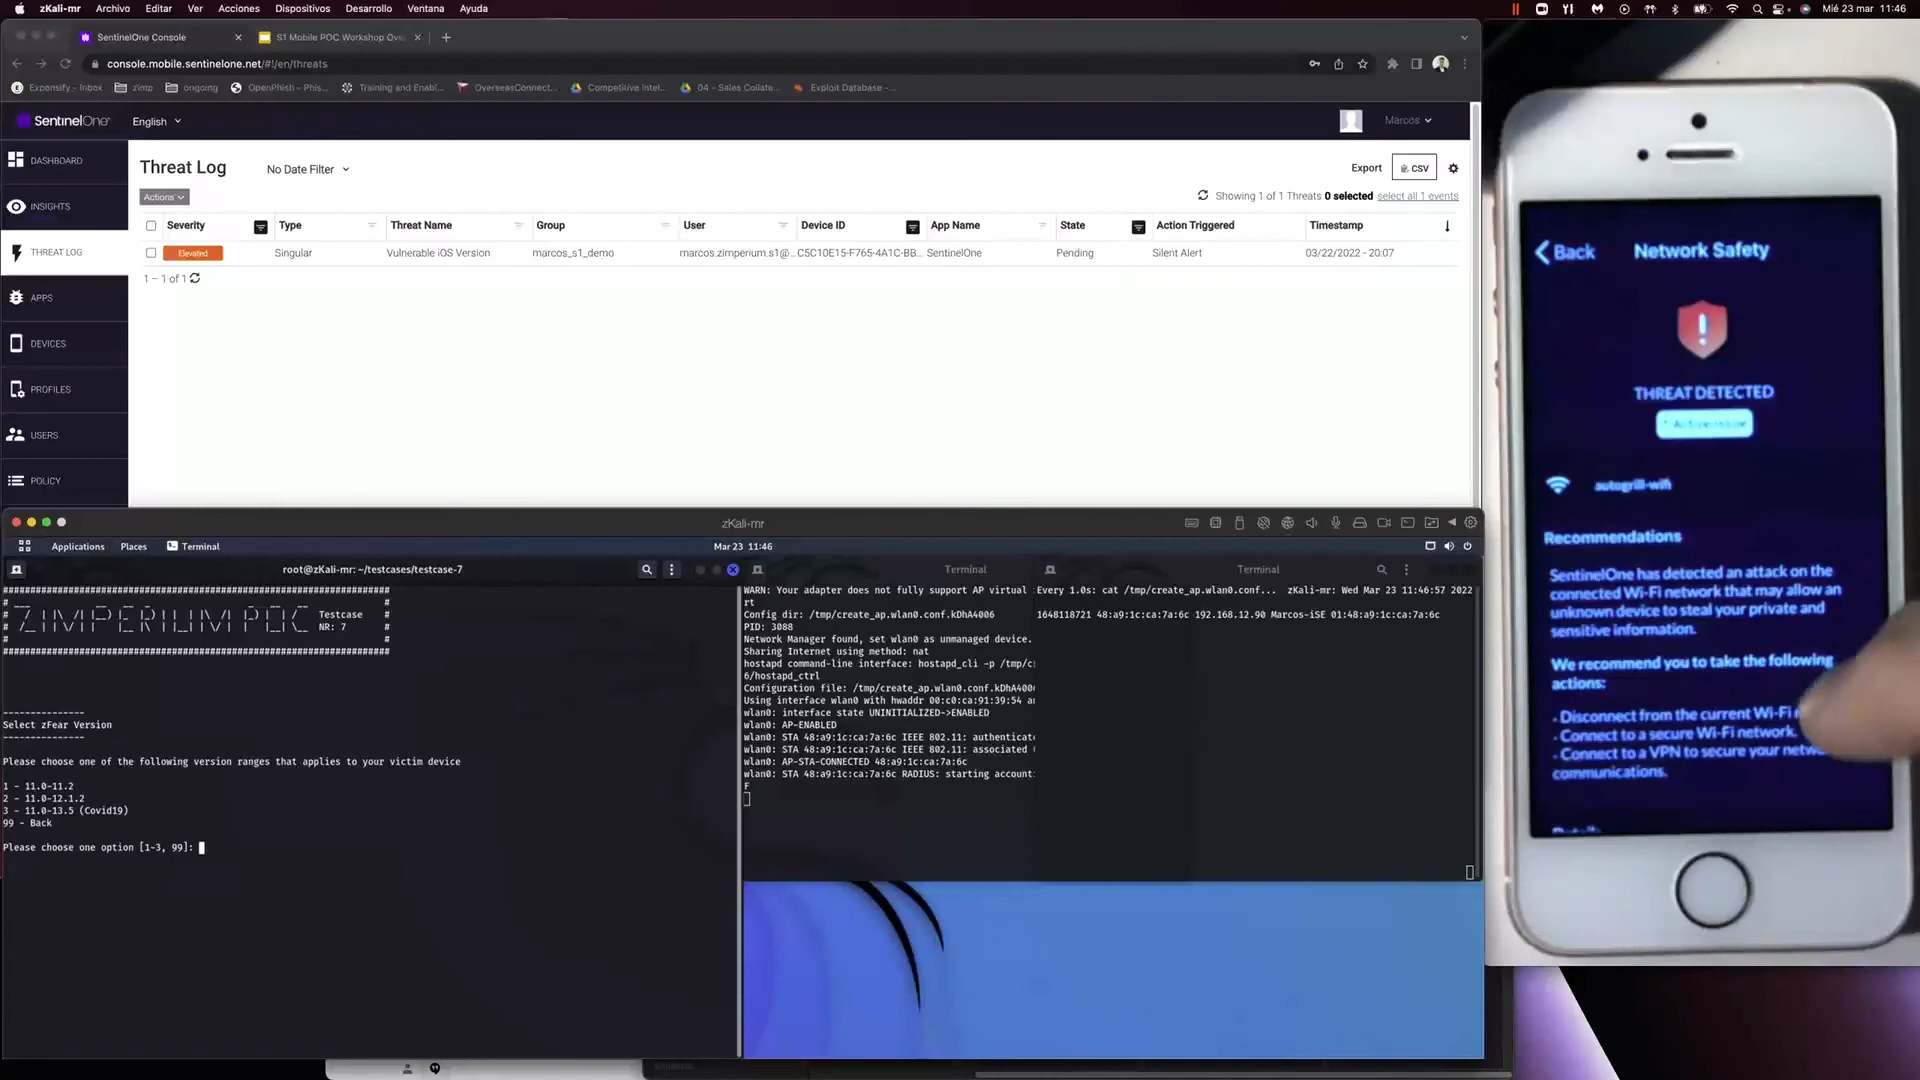 zKali-mr Archivo Editar Ver Acciones Dispositivos Desarrollo Ventana Ayuda Mié 23 mar 11:46
SentinelOne Console S1 Mobile POC Workshop Ove
console.mobile.sentinelone.net/#!/en/threats
Expensify - Inbox zimp ongoing OpenPhish - Phis... Training and Enabl... OverseasConnect... Competitive Intel... 04 - Sales Collate... Exploit Database -...
SentinelOne English Marcos
DASHBOARD
INSIGHTS
THREAT LOG
APPS
DEVICES
PROFILES
USERS
POLICY
Threat Log No Date Filter Export CSV
Actions Showing 1 of 1 Threats 0 selected select all 1 events
Severity Type Threat Name Group User Device ID App Name State Action Triggered Timestamp
Elevated Singular Vulnerable iOS Version marcos_s1_demo marcos.zimperium.s1@... C5C10E15-F765-4A1C-BB... SentinelOne Pending Silent Alert 03/22/2022 - 20:07
1 – 1 of 1
zKali-mr
Applications Places Terminal Mar 23 11:46
root@zKali-mr: ~/testcases/testcase-7
ZIMPERIUM POC Testcase
NR: 7
---------------
Select zFear Version
---------------
Please choose one of the following version ranges that applies to your victim device
1 - 11.0-11.2
2 - 11.0-12.1.2
3 - 11.0-13.5 (Covid19)
99 - Back
Please choose one option [1-3, 99]:
Terminal
WARN: Your adapter does not fully support AP virtual
rt
Config dir: /tmp/create_ap.wlan0.conf.kDhA4006
PID: 3088
Network Manager found, set wlan0 as unmanaged device.
Sharing Internet using method: nat
hostapd command-line interface: hostapd_cli -p /tmp/c
6/hostapd_ctrl
Configuration file: /tmp/create_ap.wlan0.conf.kDhA400
Using interface wlan0 with hwaddr 00:c0:ca:91:39:54 a
wlan0: interface state UNINITIALIZED->ENABLED
wlan0: AP-ENABLED
wlan0: STA 48:a9:1c:ca:7a:6c IEEE 802.11: authenticate
wlan0: STA 48:a9:1c:ca:7a:6c IEEE 802.11: associated
wlan0: AP-STA-CONNECTED 48:a9:1c:ca:7a:6c
wlan0: STA 48:a9:1c:ca:7a:6c RADIUS: starting account
F
Terminal
Every 1.0s: cat /tmp/create_ap.wlan0.conf... zKali-mr: Wed Mar 23 11:46:57 2022
1648118721 48:a9:1c:ca:7a:6c 192.168.12.90 Marcos-iSE 01:48:a9:1c:ca:7a:6c
Back Network Safety
THREAT DETECTED
autogrill-wifi
Recommendations
SentinelOne has detected an attack on the
connected Wi-Fi network that may allow an
unknown device to steal your private and
sensitive information.
We recommend you to take the following
actions:
• Disconnect from the current Wi-Fi
• Connect to a secure Wi-Fi network.
• Connect to a VPN to secure your netw
communications.